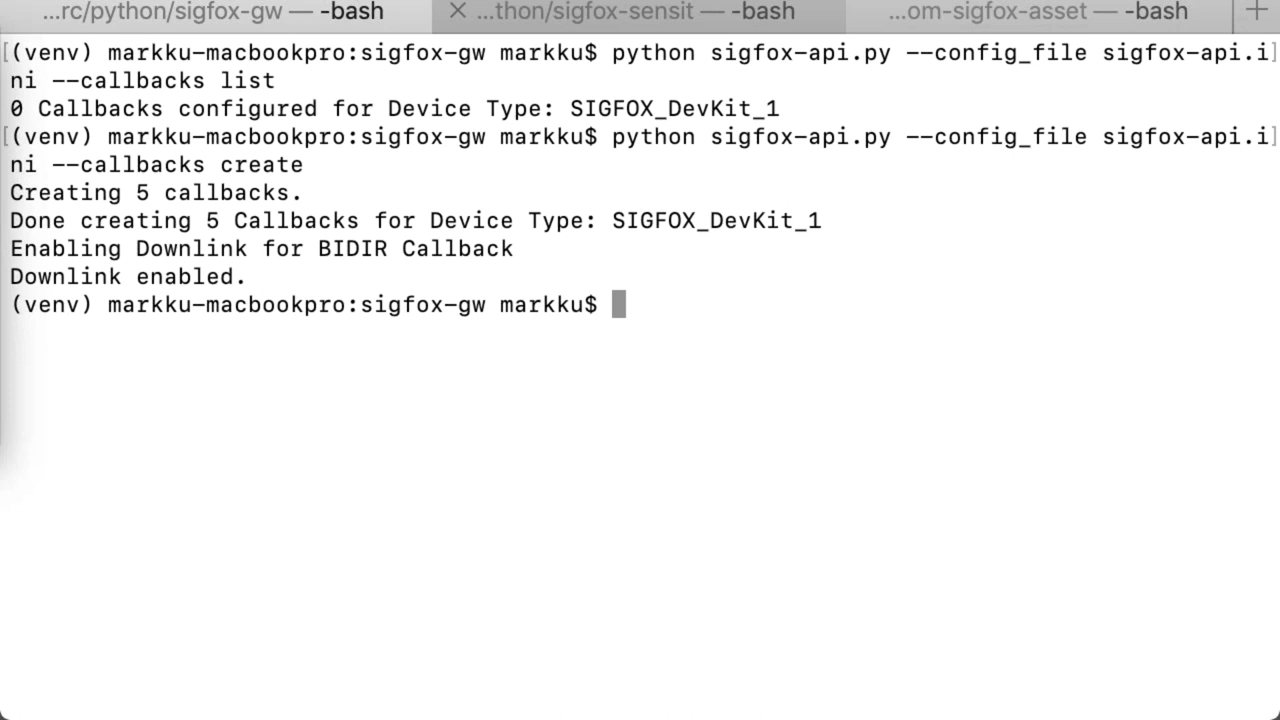 ...rc/python/sigfox-gw — -bash ...thon/sigfox-sensit — -bash ...om-sigfox-asset — -bash
[(venv) markku-macbookpro:sigfox-gw markku$ python sigfox-api.py --config_file sigfox-api.i]
ni --callbacks list
0 Callbacks configured for Device Type: SIGFOX_DevKit_1
[(venv) markku-macbookpro:sigfox-gw markku$ python sigfox-api.py --config_file sigfox-api.i]
ni --callbacks create
Creating 5 callbacks.
Done creating 5 Callbacks for Device Type: SIGFOX_DevKit_1
Enabling Downlink for BIDIR Callback
Downlink enabled.
(venv) markku-macbookpro:sigfox-gw markku$